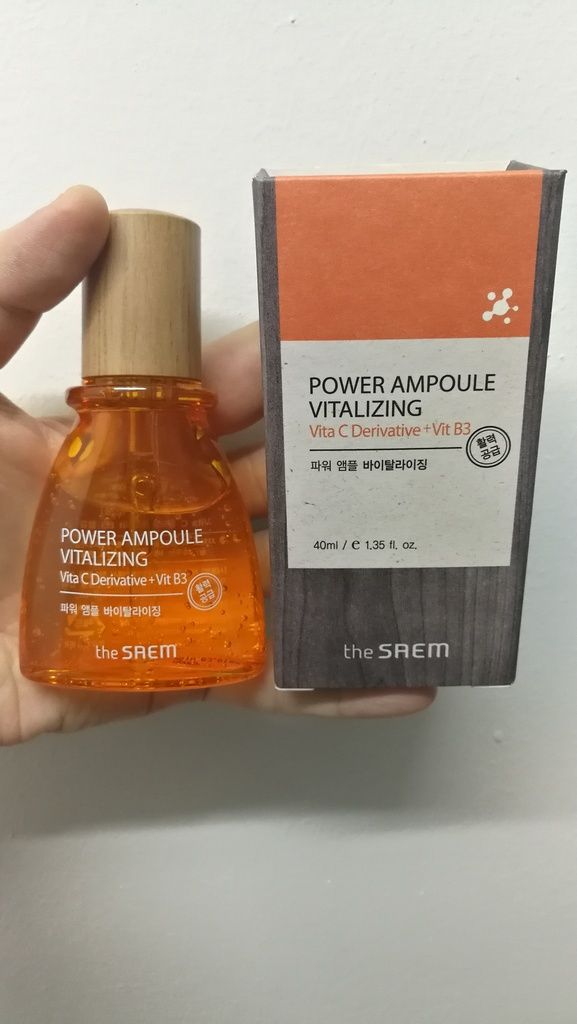 POWER AMPOULE
VITALIZING
Vita C Derivative + Vit B3
활력
공급
파워 앰플 바이탈라이징
the SAEM
POWER AMPOULE
VITALIZING
Vita C Derivative + Vit B3
활력
공급
파워 앰플 바이탈라이징
40ml / e 1.35 fl. oz.
the SAEM